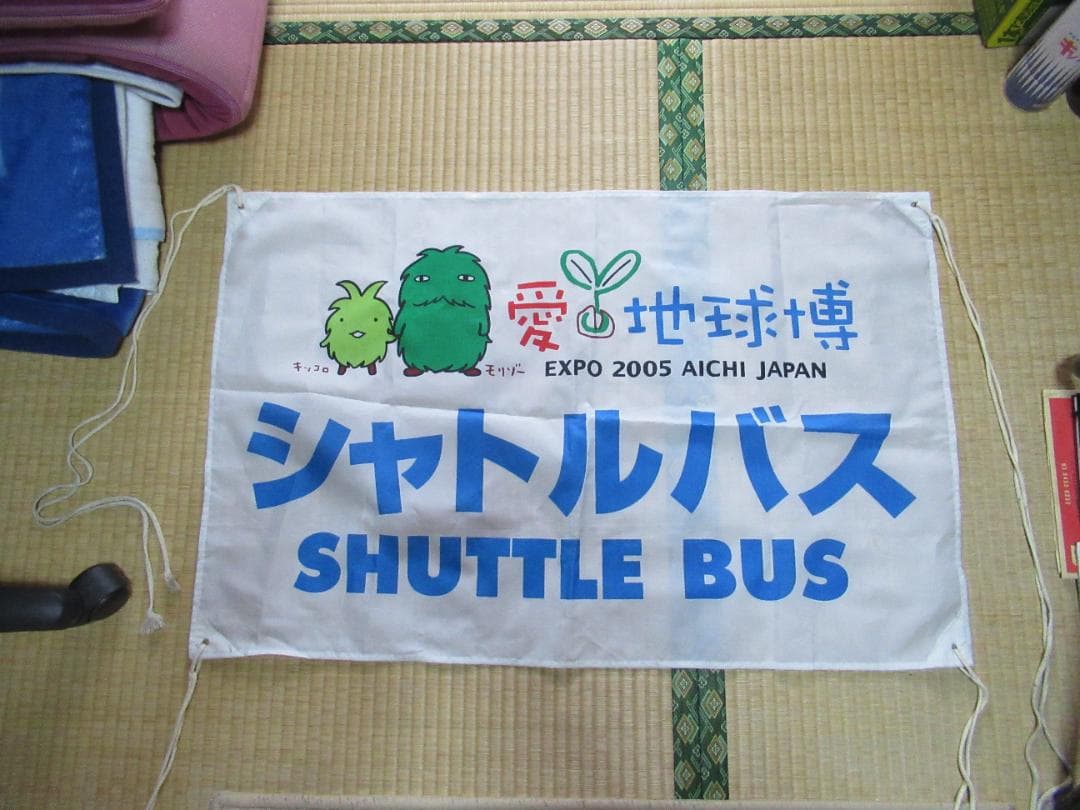 愛・地球博
キッコロ
モリゾー
EXPO 2005 AICHI JAPAN
シャトルバス
SHUTTLE BUS